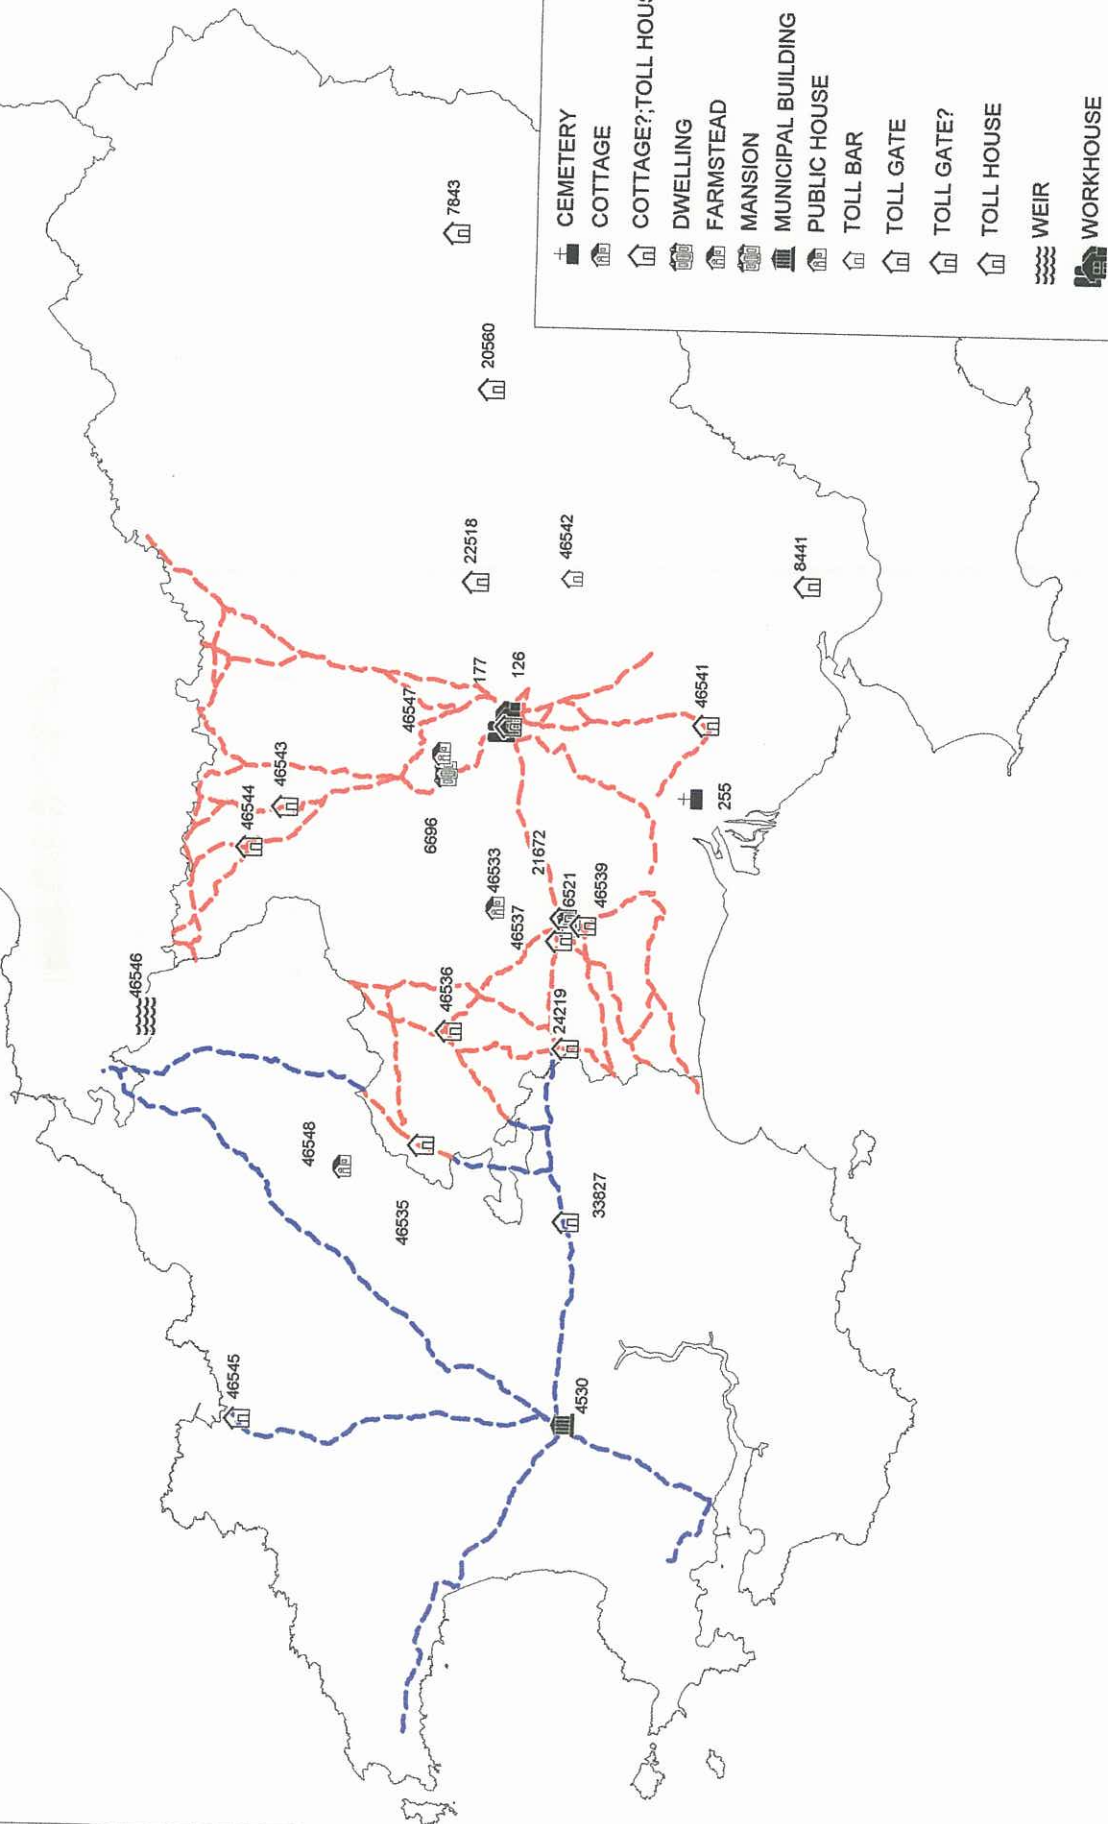 46545
4530
33827
46535
46548
46546
24219
46536
46537
46533
46539
6521
21672
6696
46544
46543
46547
255
46541
177
126
22518
46542
8441
20560
7843
CEMETERY
COTTAGE
COTTAGE?;TOLL HOUS
DWELLING
FARMSTEAD
MANSION
MUNICIPAL BUILDING
PUBLIC HOUSE
TOLL BAR
TOLL GATE
TOLL GATE?
TOLL HOUSE
WEIR
WORKHOUSE